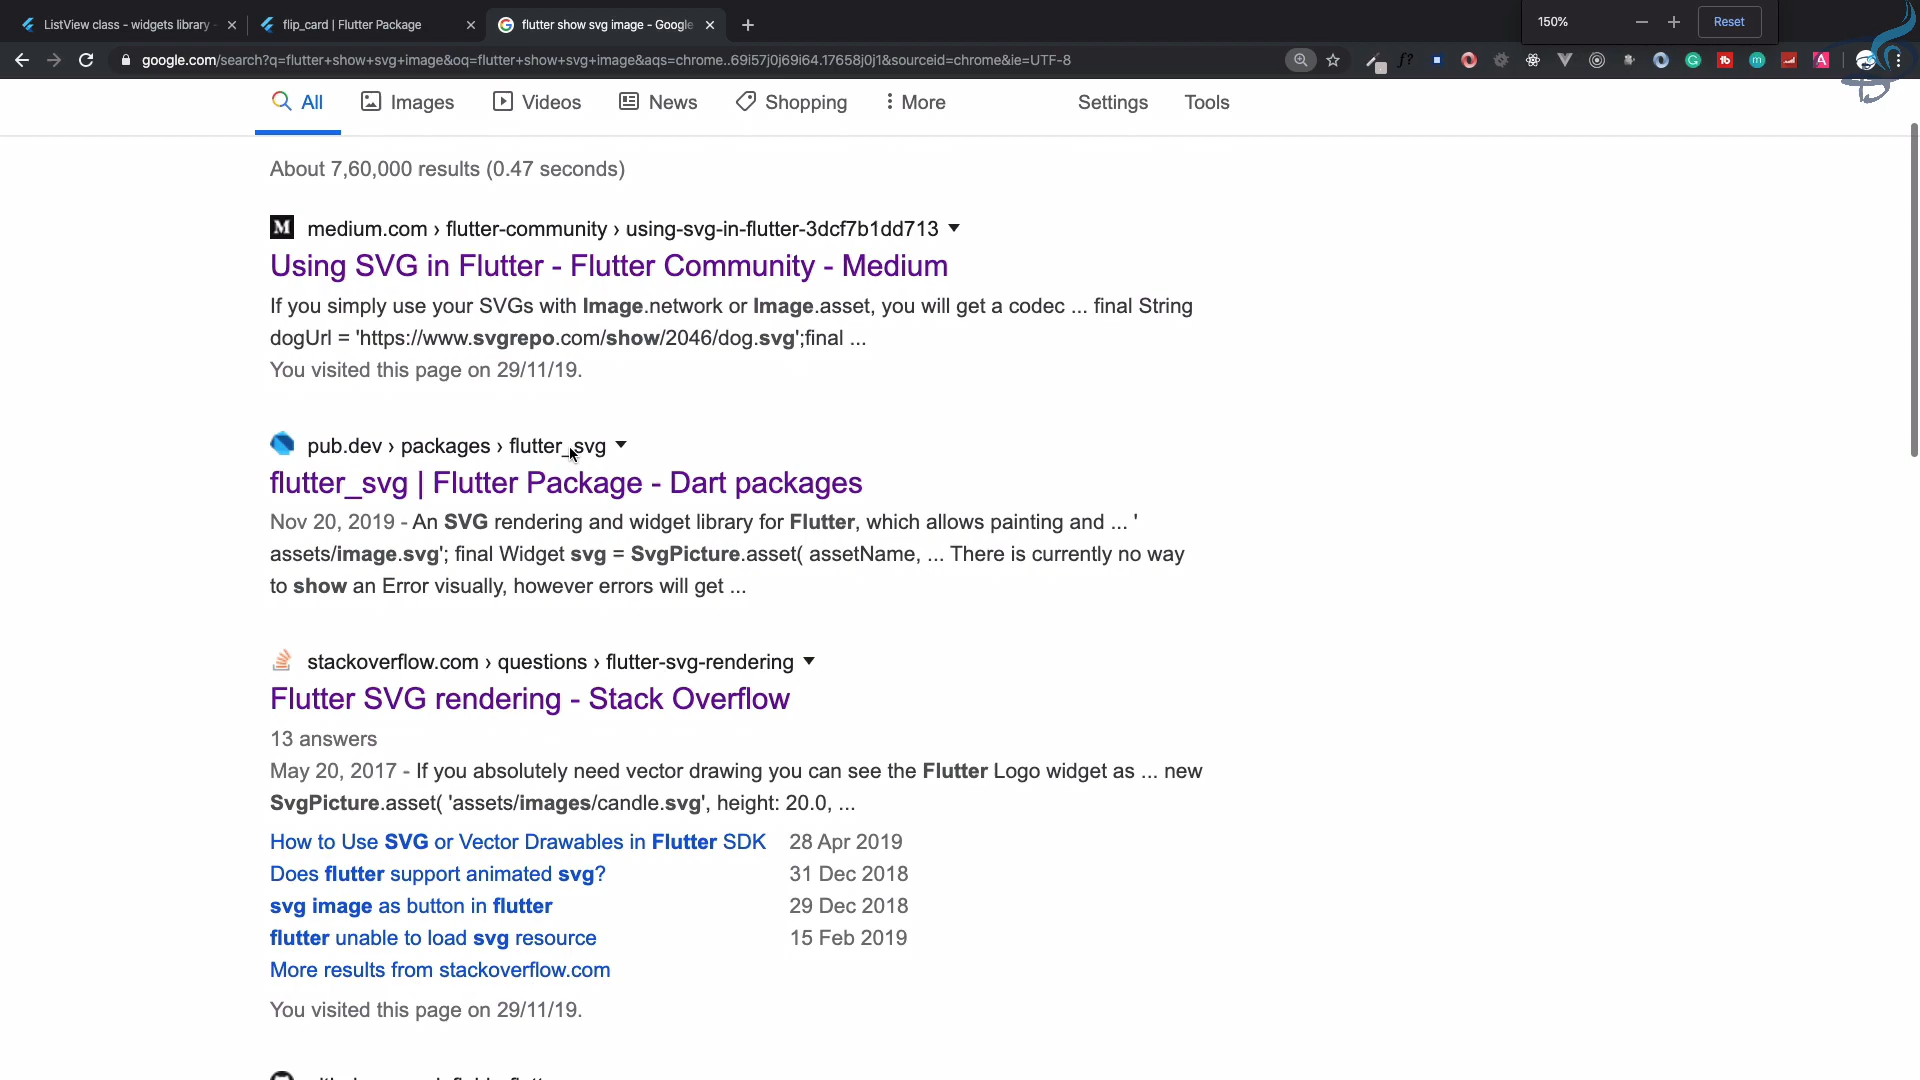 ListView class - widgets library -
flip_card | Flutter Package
flutter show svg image - Google
150%
Reset
google.com/search?q=flutter+show+svg+image&oq=flutter+show+svg+image&aqs=chrome..69i57j0j69i64.17658j0j1&sourceid=chrome&ie=UTF-8
All
Images
Videos
News
Shopping
More
Settings
Tools
About 7,60,000 results (0.47 seconds)
medium.com › flutter-community › using-svg-in-flutter-3dcf7b1dd713
Using SVG in Flutter - Flutter Community - Medium
If you simply use your SVGs with Image.network or Image.asset, you will get a codec ... final String
dogUrl = 'https://www.svgrepo.com/show/2046/dog.svg';final ...
You visited this page on 29/11/19.
pub.dev › packages › flutter_svg
flutter_svg | Flutter Package - Dart packages
Nov 20, 2019 - An SVG rendering and widget library for Flutter, which allows painting and ... '
assets/image.svg'; final Widget svg = SvgPicture.asset( assetName, ... There is currently no way
to show an Error visually, however errors will get ...
stackoverflow.com › questions › flutter-svg-rendering
Flutter SVG rendering - Stack Overflow
13 answers
May 20, 2017 - If you absolutely need vector drawing you can see the Flutter Logo widget as ... new
SvgPicture.asset( 'assets/images/candle.svg', height: 20.0, ...
How to Use SVG or Vector Drawables in Flutter SDK 28 Apr 2019
Does flutter support animated svg? 31 Dec 2018
svg image as button in flutter 29 Dec 2018
flutter unable to load svg resource 15 Feb 2019
More results from stackoverflow.com
You visited this page on 29/11/19.